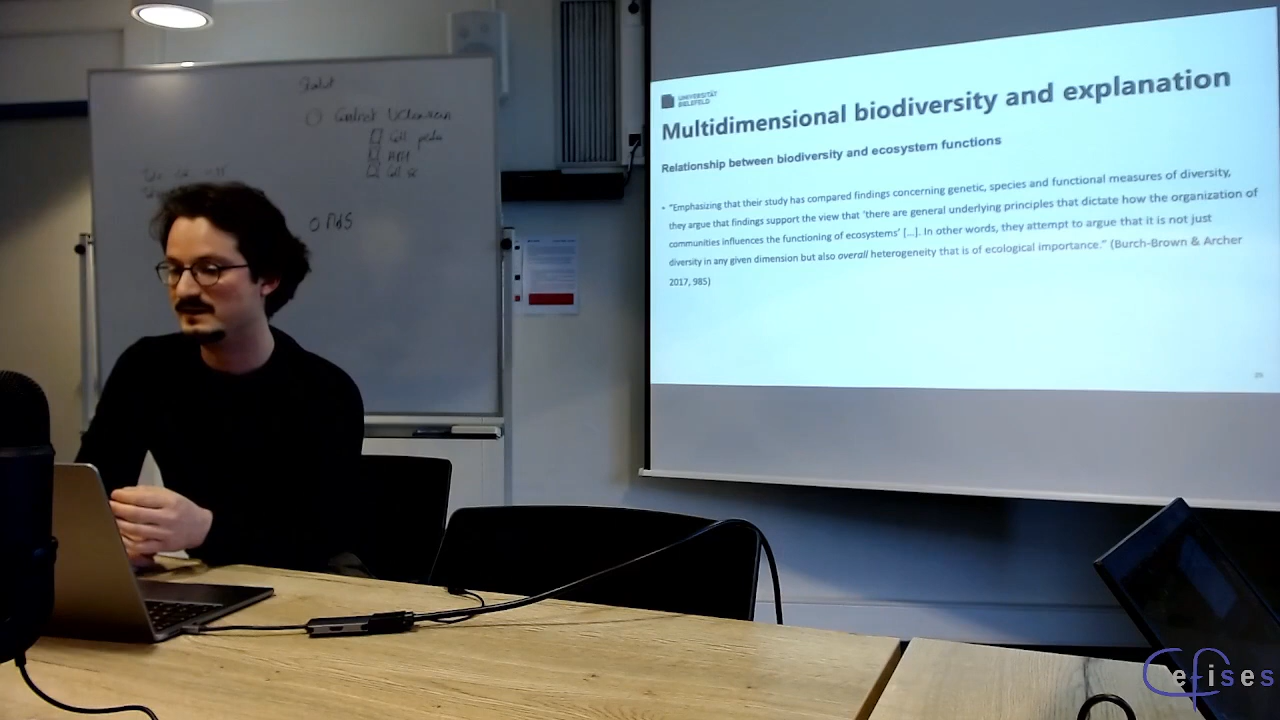 UNIVERSITÄT
BIELEFELD
Multidimensional biodiversity and explanation
Relationship between biodiversity and ecosystem functions
• "Emphasizing that their study has compared findings concerning genetic, species and functional measures of diversity,
they argue that findings support the view that 'there are general underlying principles that dictate how the organization of
communities influences the functioning of ecosystems' [...]. In other words, they attempt to argue that it is not just
diversity in any given dimension but also overall heterogeneity that is of ecological importance." (Burch-Brown & Archer
2017, 985)
Cefises